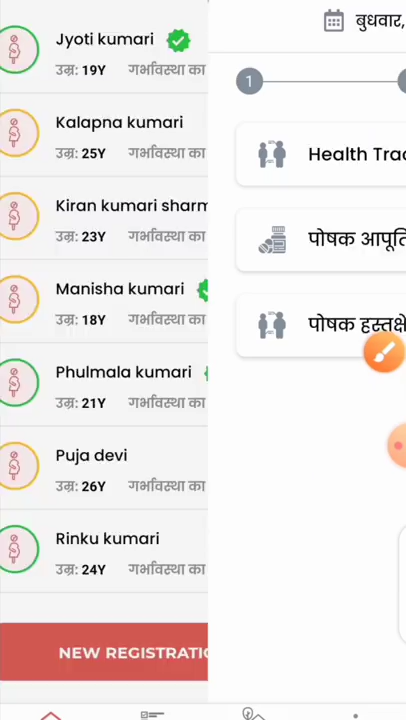 Jyoti kumari
उम्र: 19Y गर्भावस्था का
Kalapna kumari
उम्र: 25Y गर्भावस्था का
Kiran kumari sharm
उम्र: 23Y गर्भावस्था का
Manisha kumari
उम्र: 18Y गर्भावस्था का
Phulmala kumari
उम्र: 21Y गर्भावस्था का
Puja devi
उम्र: 26Y गर्भावस्था का
Rinku kumari
उम्र: 24Y गर्भावस्था का
NEW REGISTRATIO
बुधवार,
1
Health Trac
पोषक आपूर्ति
पोषक हस्तक्षे